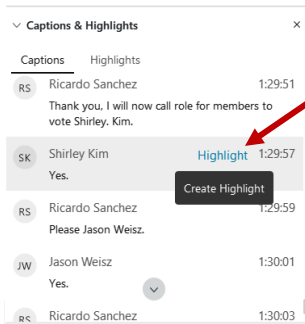 Captions & Highlights ×
Captions Highlights
RS Ricardo Sanchez 1:29:51
Thank you, I will now call role for members to
vote Shirley. Kim.
SK Shirley Kim Highlight 1:29:57
Yes.
Create Highlight
RS Ricardo Sanchez 1:29:59
Please Jason Weisz.
JW Jason Weisz 1:30:01
Yes.
RS Ricardo Sanchez 1:30:03